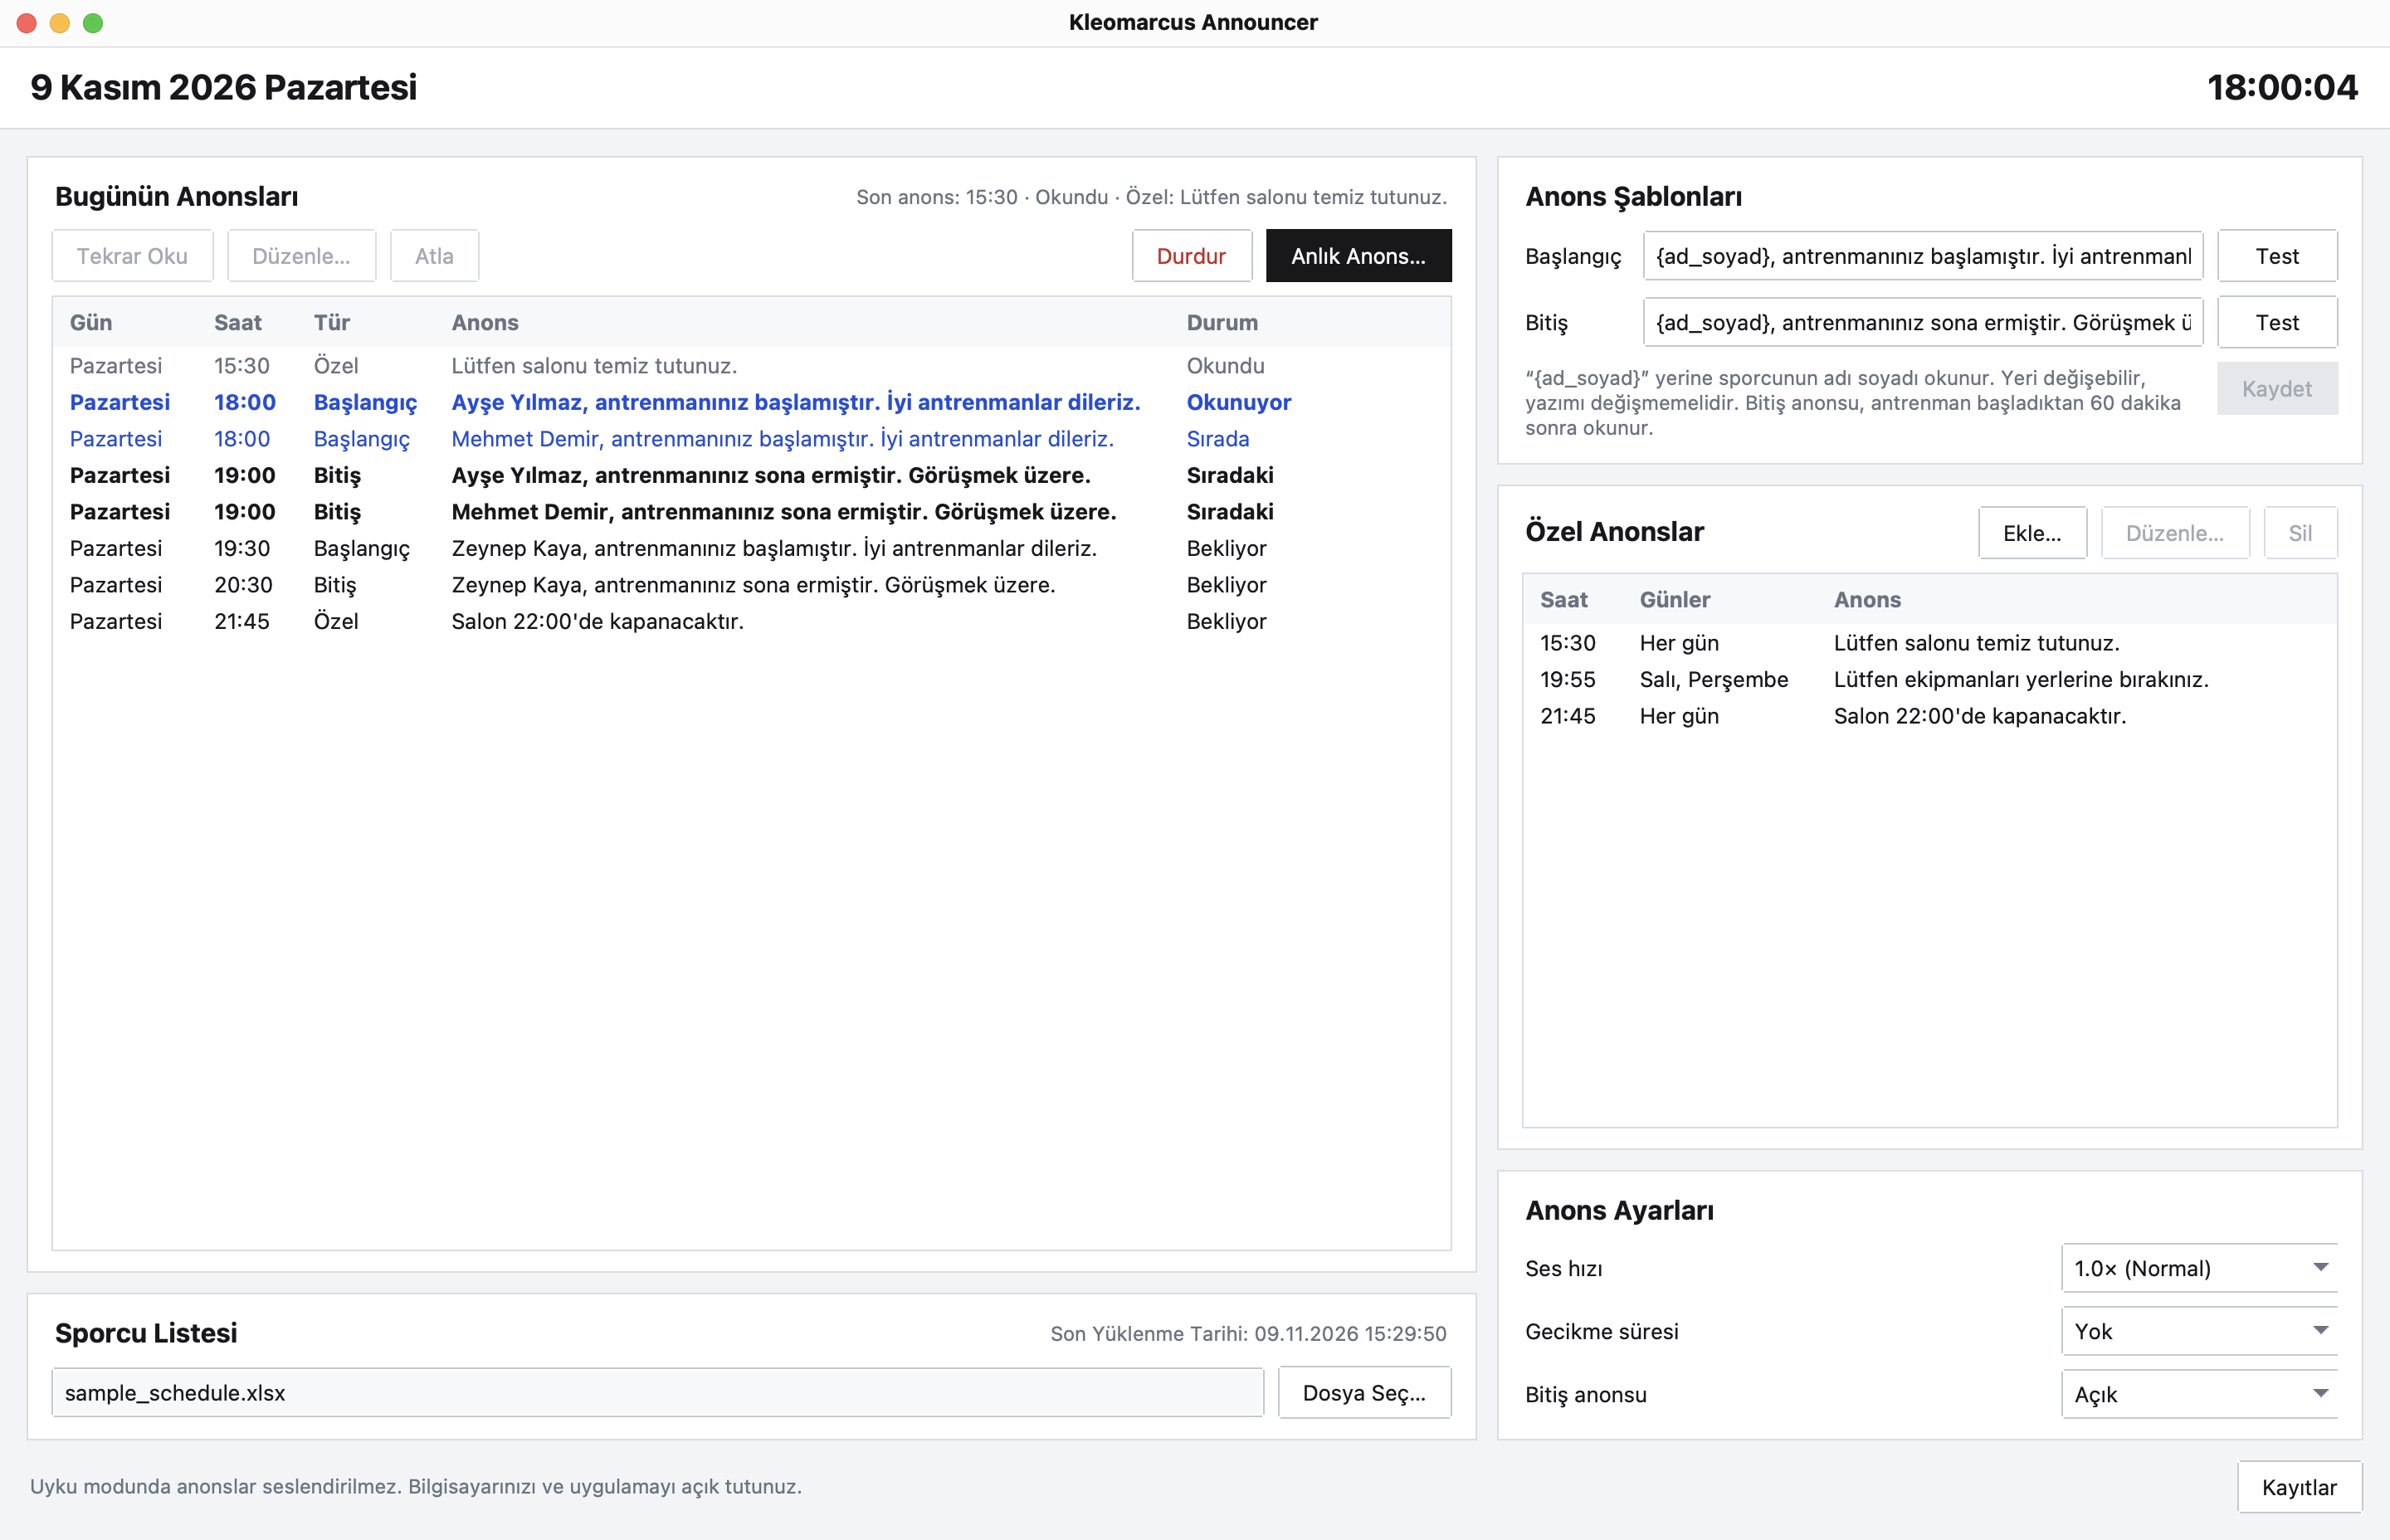 Kleomarcus Announcer
9 Kasım 2026 Pazartesi
18:00:04
Bugünün Anonsları
Son anons: 15:30 · Okundu · Özel: Lütfen salonu temiz tutunuz.
Tekrar Oku
Düzenle...
Atla
Durdur
Anlık Anons...
Gün Saat Tür Anons Durum
Pazartesi 15:30 Özel Lütfen salonu temiz tutunuz. Okundu
Pazartesi 18:00 Başlangıç Ayşe Yılmaz, antrenmanınız başlamıştır. İyi antrenmanlar dileriz. Okunuyor
Pazartesi 18:00 Başlangıç Mehmet Demir, antrenmanınız başlamıştır. İyi antrenmanlar dileriz. Sırada
Pazartesi 19:00 Bitiş Ayşe Yılmaz, antrenmanınız sona ermiştir. Görüşmek üzere. Sıradaki
Pazartesi 19:00 Bitiş Mehmet Demir, antrenmanınız sona ermiştir. Görüşmek üzere. Sıradaki
Pazartesi 19:30 Başlangıç Zeynep Kaya, antrenmanınız başlamıştır. İyi antrenmanlar dileriz. Bekliyor
Pazartesi 20:30 Bitiş Zeynep Kaya, antrenmanınız sona ermiştir. Görüşmek üzere. Bekliyor
Pazartesi 21:45 Özel Salon 22:00'de kapanacaktır. Bekliyor
Sporcu Listesi
Son Yüklenme Tarihi: 09.11.2026 15:29:50
sample_schedule.xlsx
Dosya Seç...
Anons Şablonları
Başlangıç {ad_soyad}, antrenmanınız başlamıştır. İyi antrenmanl Test
Bitiş {ad_soyad}, antrenmanınız sona ermiştir. Görüşmek ü Test
“{ad_soyad}” yerine sporcunun adı soyadı okunur. Yeri değişebilir,
yazımı değişmemelidir. Bitiş anonsu, antrenman başladıktan 60 dakika
sonra okunur.
Kaydet
Özel Anonslar
Ekle...
Düzenle...
Sil
Saat Günler Anons
15:30 Her gün Lütfen salonu temiz tutunuz.
19:55 Salı, Perşembe Lütfen ekipmanları yerlerine bırakınız.
21:45 Her gün Salon 22:00'de kapanacaktır.
Anons Ayarları
Ses hızı 1.0× (Normal)
Gecikme süresi Yok
Bitiş anonsu Açık
Uyku modunda anonslar seslendirilmez. Bilgisayarınızı ve uygulamayı açık tutunuz.
Kayıtlar